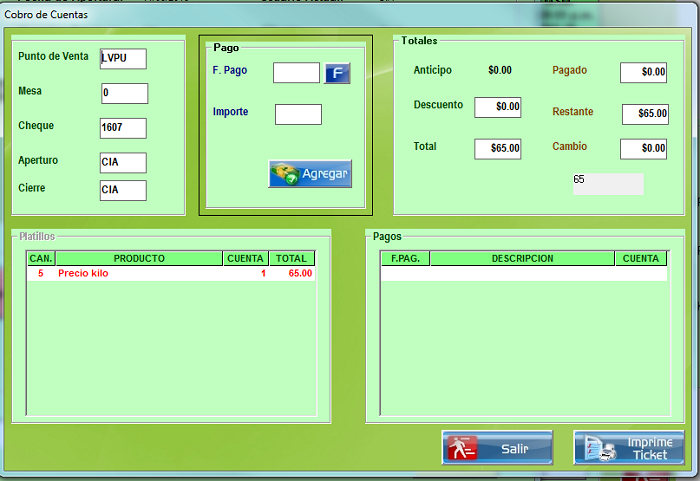 Cobro de Cuentas
Punto de Venta LVPU
Mesa 0
Cheque 1607
Aperturo CIA
Cierre CIA
Pago
F. Pago F
Importe
Agregar
Totales
Anticipo $0.00 Pagado $0.00
Descuento $0.00 Restante $65.00
Total $65.00 Cambio $0.00
65
Platillos
CAN. PRODUCTO CUENTA TOTAL
5 Precio kilo 1 65.00
Pagos
F.PAG. DESCRIPCION CUENTA
Salir
Imprime
Ticket